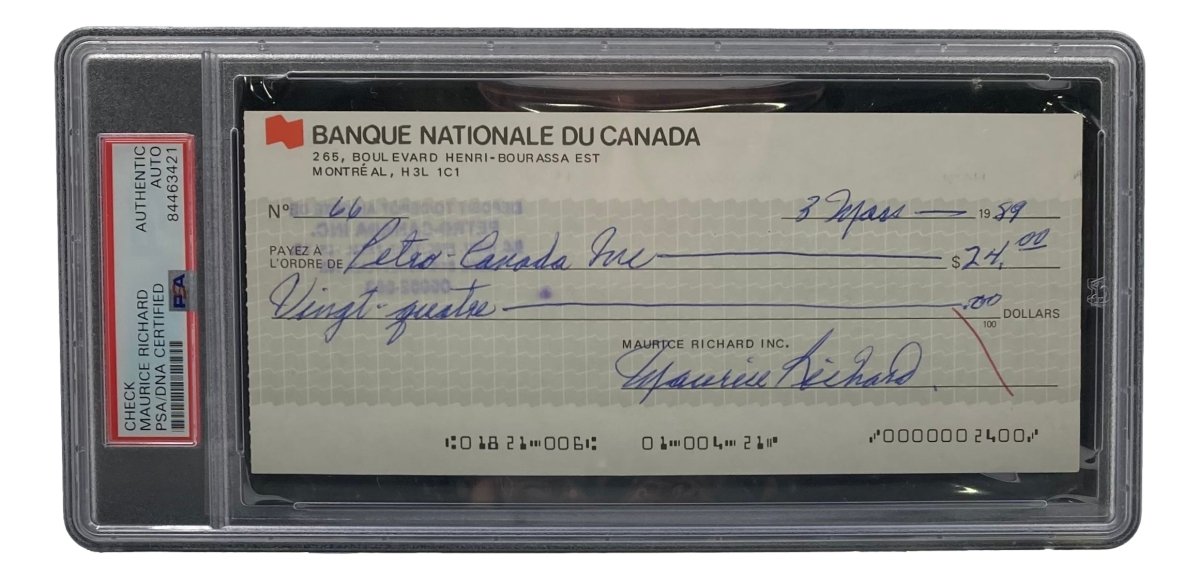 AUTHENTIC
AUTO
84463421
PSA
CHECK
MAURICE RICHARD
PSA/DNA CERTIFIED
BANQUE NATIONALE DU CANADA
265, BOULEVARD HENRI-BOURASSA EST
MONTRÉAL, H3L 1C1
Nº 66 3 Mars 1989
PAYEZ À
L'ORDRE DE Petro-Canada Inc $ 24,00
Vingt-quatre 00/100 DOLLARS
MAURICE RICHARD INC.
Maurice Richard
⑆01821⑉006⑆ 01⑉004⑉21⑈ ⑇0000002400⑇